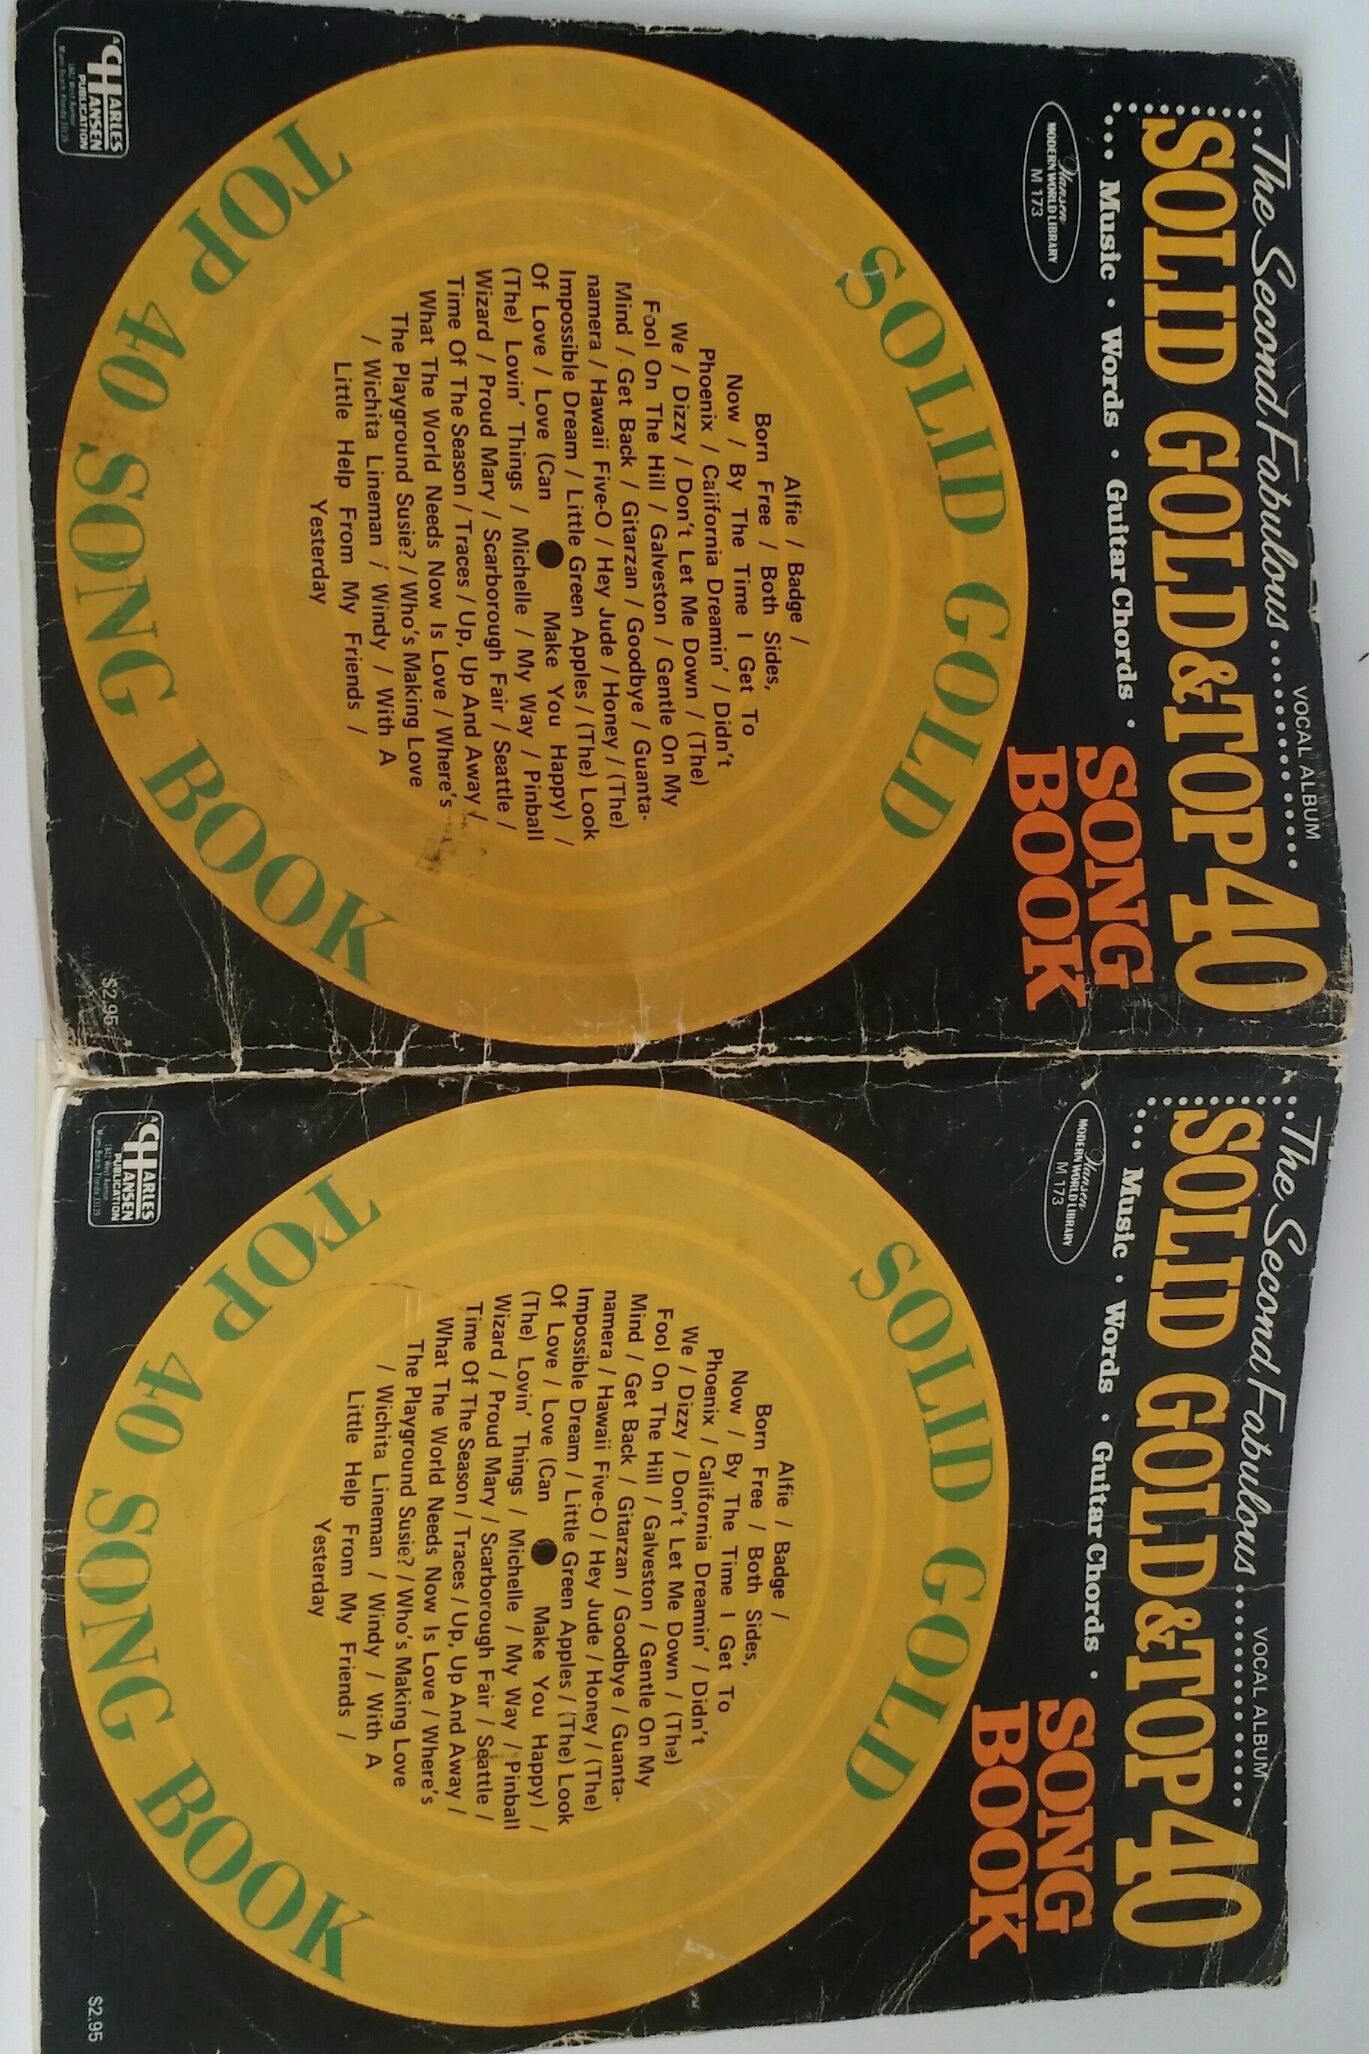 The Second Fabulous
VOCAL ALBUM
SOLID GOLD & TOP 40
... Music • Words • Guitar Chords •
SONG
BOOK
Hansen
MODERN WORLD LIBRARY
M 173
SOLID GOLD
Alfie / Badge /
Born Free / Both Sides,
Now / By The Time I Get To
Phoenix / California Dreamin' / Didn't
We / Dizzy / Don't Let Me Down / (The)
Fool On The Hill / Galveston / Gentle On My
Mind / Get Back / Gitarzan / Goodbye / Guanta-
namera / Hawaii Five-O / Hey Jude / Honey / (The)
Impossible Dream / Little Green Apples / (The) Look
Of Love / Love (Can Make You Happy) /
(The) Lovin' Things / Michelle / My Way / Pinball
Wizard / Proud Mary / Scarborough Fair / Seattle /
Time Of The Season / Traces / Up, Up And Away /
What The World Needs Now Is Love / Where's
The Playground Susie? / Who's Making Love
/ Wichita Lineman / Windy / With A
Little Help From My Friends /
Yesterday
TOP 40 SONG BOOK
A
CHARLES
HANSEN
PUBLICATION
1842 West Avenue
Miami Beach, Florida 33139
$2.95
The Second Fabulous
VOCAL ALBUM
SOLID GOLD & TOP 40
... Music • Words • Guitar Chords •
SONG
BOOK
Hansen
MODERN WORLD LIBRARY
M 173
SOLID GOLD
Alfie / Badge /
Born Free / Both Sides,
Now / By The Time I Get To
Phoenix / California Dreamin' / Didn't
We / Dizzy / Don't Let Me Down / (The)
Fool On The Hill / Galveston / Gentle On My
Mind / Get Back / Gitarzan / Goodbye / Guanta-
namera / Hawaii Five-O / Hey Jude / Honey / (The)
Impossible Dream / Little Green Apples / (The) Look
Of Love / Love (Can Make You Happy) /
(The) Lovin' Things / Michelle / My Way / Pinball
Wizard / Proud Mary / Scarborough Fair / Seattle /
Time Of The Season / Traces / Up, Up And Away /
What The World Needs Now Is Love / Where's
The Playground Susie? / Who's Making Love
/ Wichita Lineman / Windy / With A
Little Help From My Friends /
Yesterday
TOP 40 SONG BOOK
A
CHARLES
HANSEN
PUBLICATION
1842 West Avenue
Miami Beach, Florida 33139
$2.95